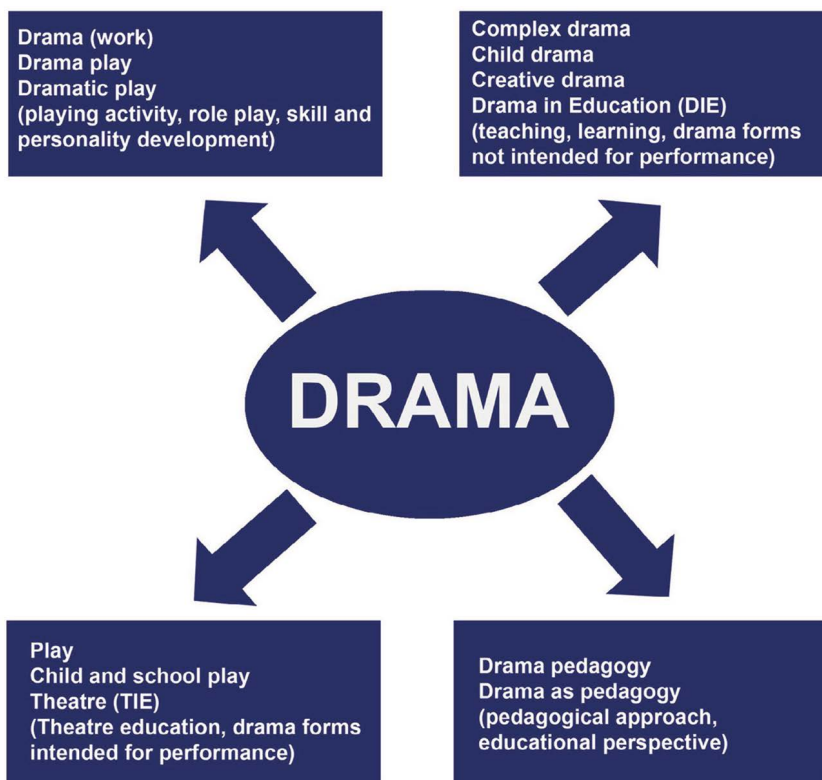 Drama (work)
Drama play
Dramatic play
(playing activity, role play, skill and
personality development)
Complex drama
Child drama
Creative drama
Drama in Education (DIE)
(teaching, learning, drama forms
not intended for performance)
DRAMA
Play
Child and school play
Theatre (TIE)
(Theatre education, drama forms
intended for performance)
Drama pedagogy
Drama as pedagogy
(pedagogical approach,
educational perspective)